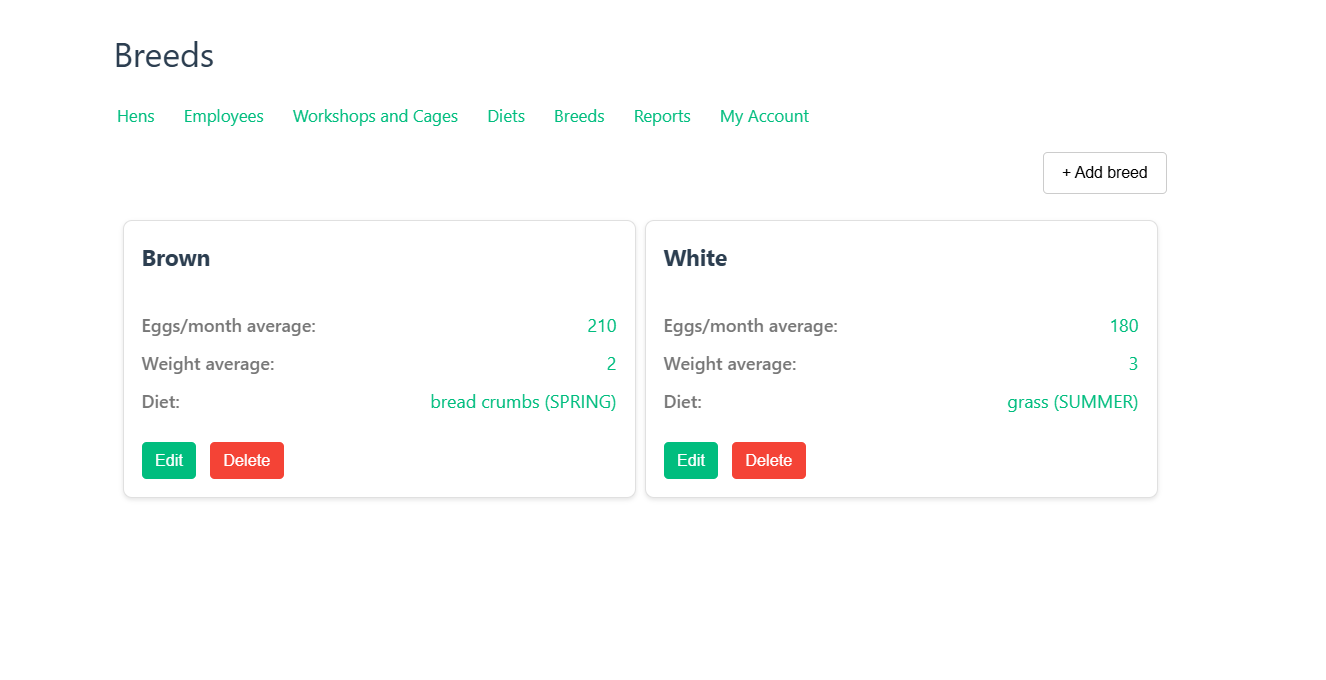 Breeds
Hens Employees Workshops and Cages Diets Breeds Reports My Account
+ Add breed
Brown
Eggs/month average: 210
Weight average: 2
Diet: bread crumbs (SPRING)
Edit Delete
White
Eggs/month average: 180
Weight average: 3
Diet: grass (SUMMER)
Edit Delete